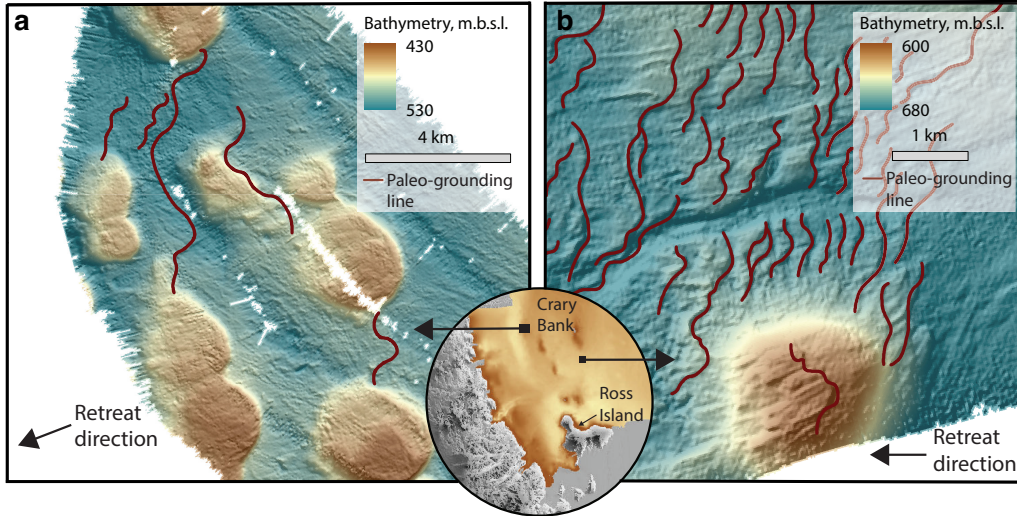 a
Bathymetry, m.b.s.l.
430
530
4 km
Paleo-grounding
line
Retreat
direction
b
Bathymetry, m.b.s.l.
600
680
1 km
Paleo-grounding
line
Retreat
direction
Crary
Bank
Ross
Island